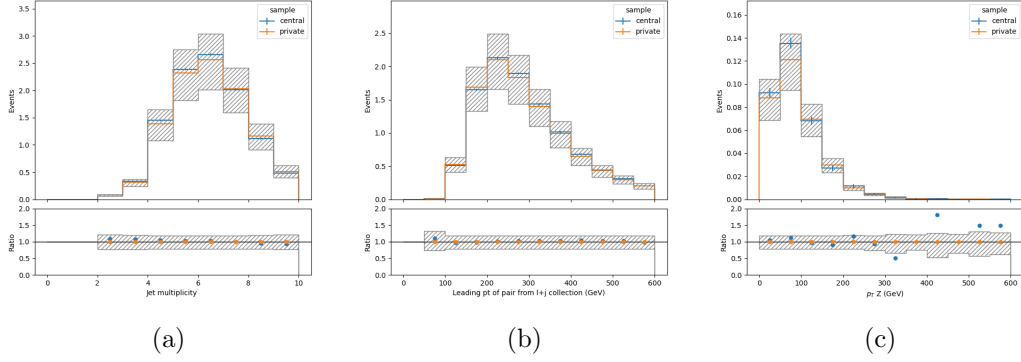 sample
central
private
Events
3.5
3.0
2.5
2.0
1.5
1.0
0.5
0.0
Ratio
2.0
1.5
1.0
0.5
0.0
0 2 4 6 8 10
Jet multiplicity
(a)
sample
central
private
Events
2.5
2.0
1.5
1.0
0.5
0.0
Ratio
2.0
1.5
1.0
0.5
0.0
0 100 200 300 400 500 600
Leading pt of pair from l+j collection (GeV)
(b)
sample
central
private
Events
0.16
0.14
0.12
0.10
0.08
0.06
0.04
0.02
0.00
Ratio
2.0
1.5
1.0
0.5
0.0
0 100 200 300 400 500 600
p_T Z (GeV)
(c)